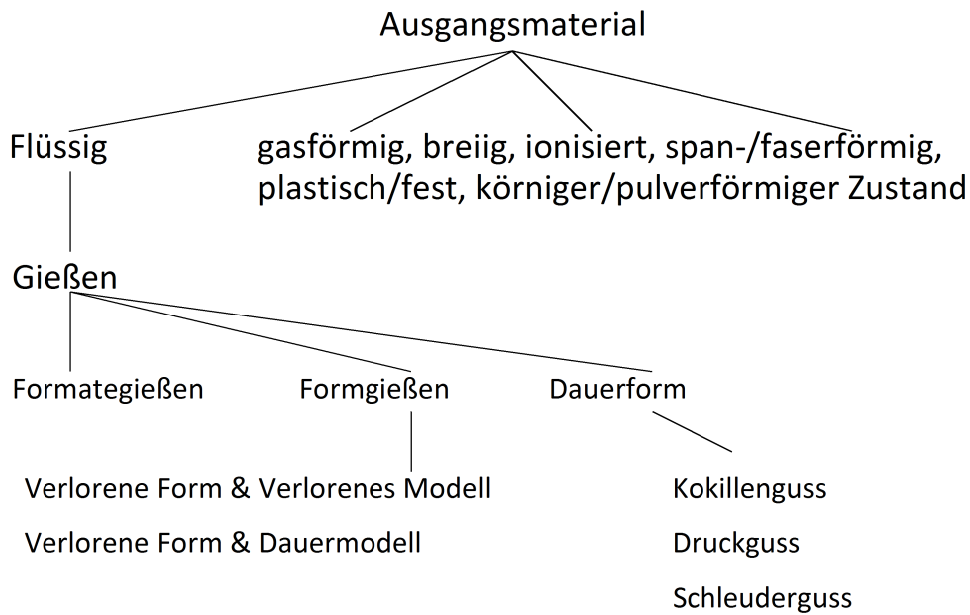 Ausgangsmaterial
Flüssig
gasförmig, breiig, ionisiert, span-/faserförmig,
plastisch/fest, körniger/pulverförmiger Zustand
Gießen
Formategießen
Formgießen
Dauerform
Verlorene Form & Verlorenes Modell
Verlorene Form & Dauermodell
Kokillenguss
Druckguss
Schleuderguss